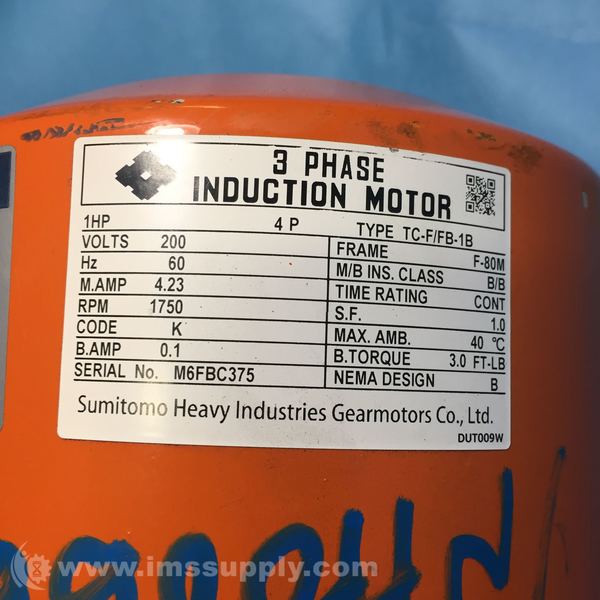 3 PHASE
INDUCTION MOTOR
1HP 4 P TYPE TC-F/FB-1B
VOLTS 200
Hz 60
M.AMP 4.23
RPM 1750
CODE K
B.AMP 0.1
SERIAL No. M6FBC375
FRAME F-80M
M/B INS. CLASS B/B
TIME RATING CONT
S.F. 1.0
MAX. AMB. 40 ℃
B.TORQUE 3.0 FT-LB
NEMA DESIGN B
Sumitomo Heavy Industries Gearmotors Co., Ltd.
DUT009W
www.imssupply.com